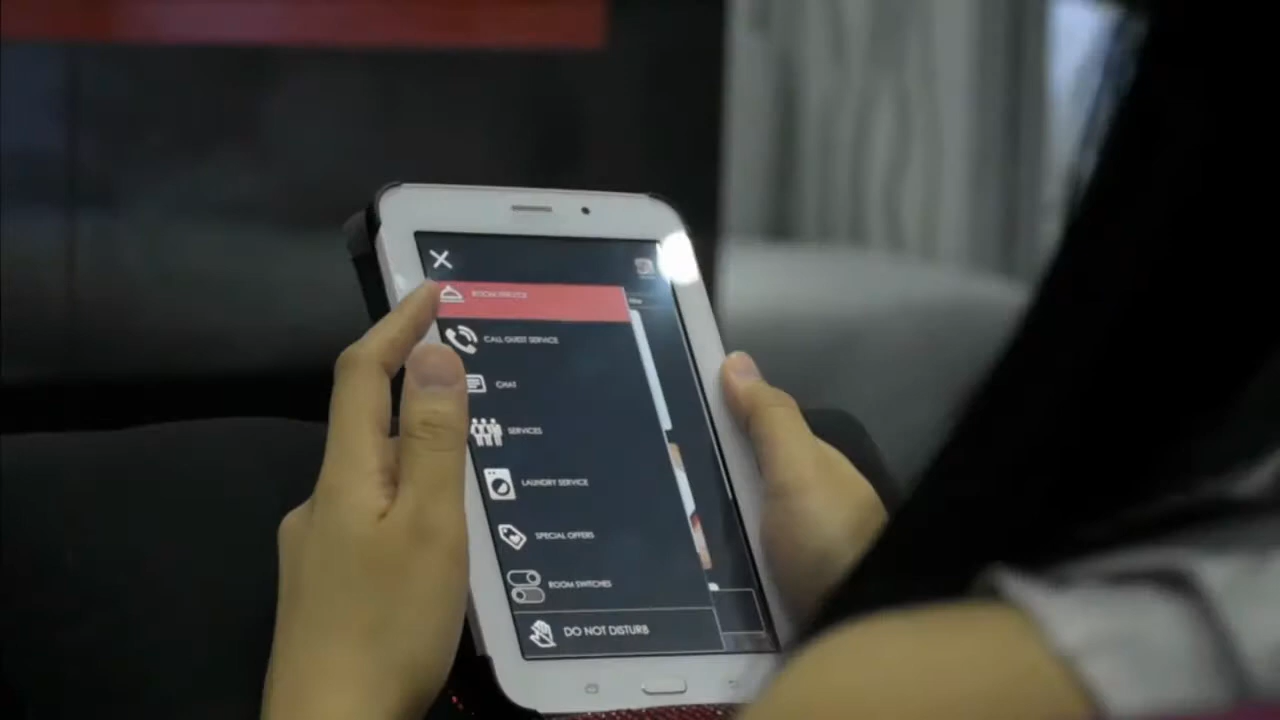 ROOM SERVICE
CALL GUEST SERVICE
CHAT
SERVICES
LAUNDRY SERVICE
SPECIAL OFFERS
ROOM SWITCHES
DO NOT DISTURB